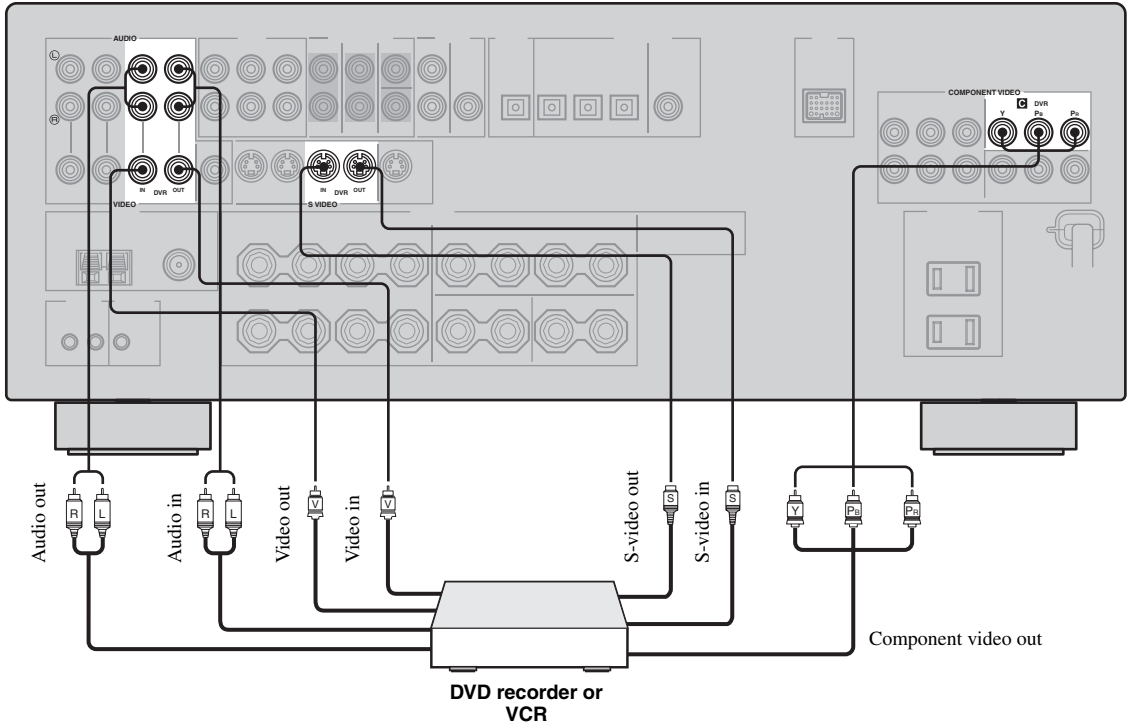 AUDIO
L
R
COMPONENT VIDEO
C DVR
Y PB PR
IN DVR OUT
VIDEO
IN DVR OUT
S VIDEO
Audio out
R L
Audio in
R L
Video out
V
Video in
V
S-video out
S
S-video in
S
Y PB PR
Component video out
DVD recorder or
VCR